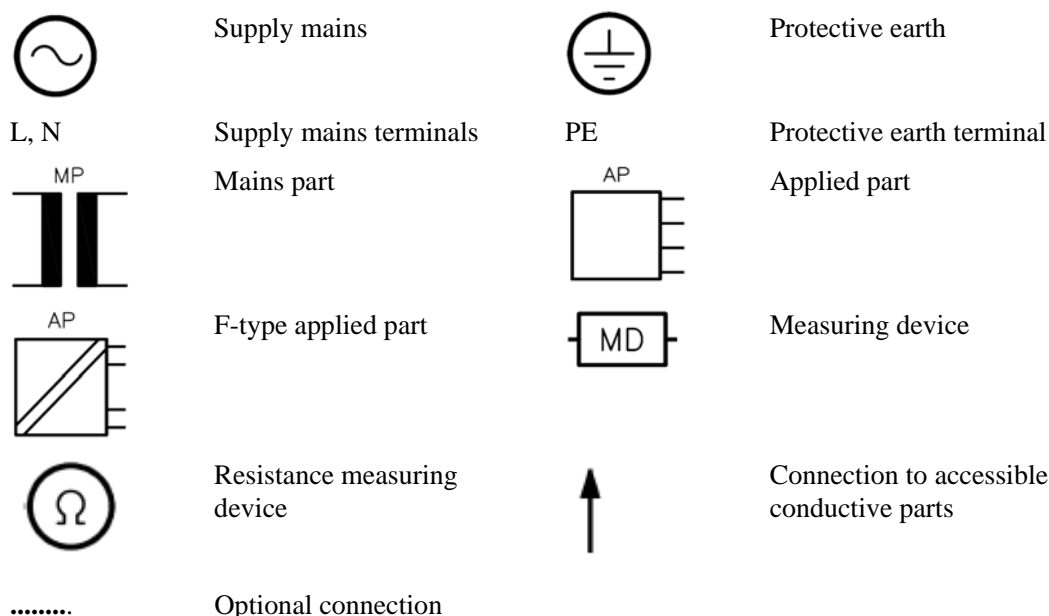 Supply mains
Protective earth
L, N
Supply mains terminals
PE
Protective earth terminal
MP
Mains part
AP
Applied part
AP
F-type applied part
MD
Measuring device
Ω
Resistance measuring
device
Connection to accessible
conductive parts
.........
Optional connection